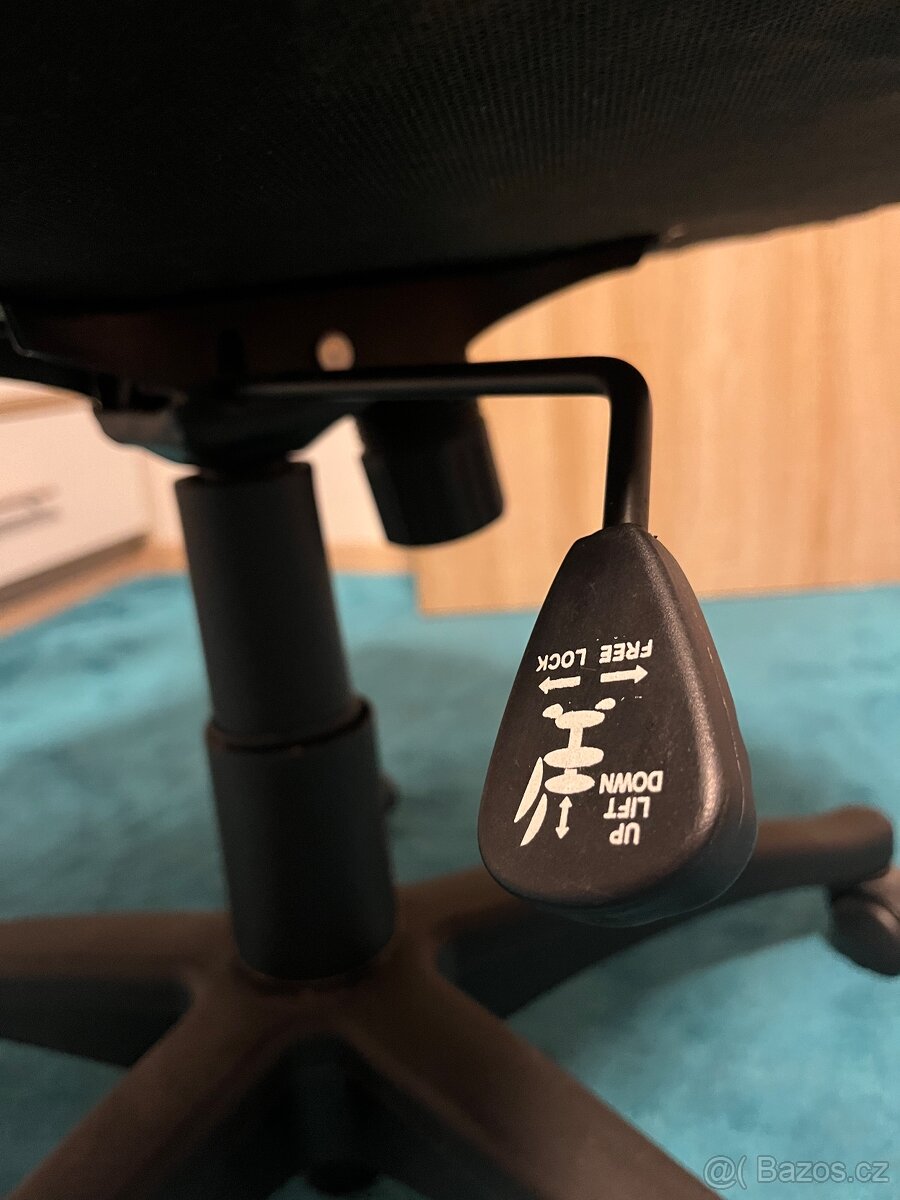 UP
LIFT
DOWN
FREE LOCK
@( Bazos.cz